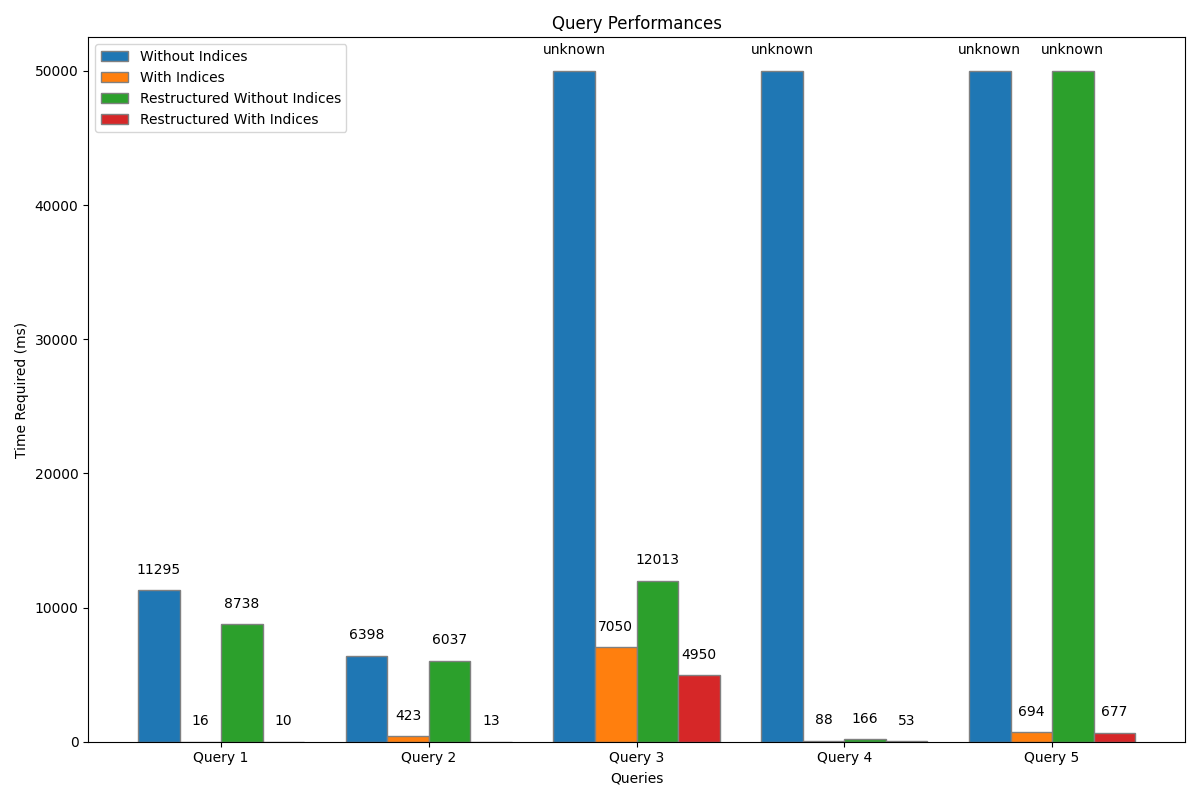 Query Performances
unknown
unknown
unknown
unknown
Without Indices
With Indices
Restructured Without Indices
Restructured With Indices
50000
40000
30000
20000
10000
0
Time Required (ms)
11295
16
8738
10
6398
423
6037
13
7050
12013
4950
88
166
53
694
677
Query 1
Query 2
Query 3
Query 4
Query 5
Queries